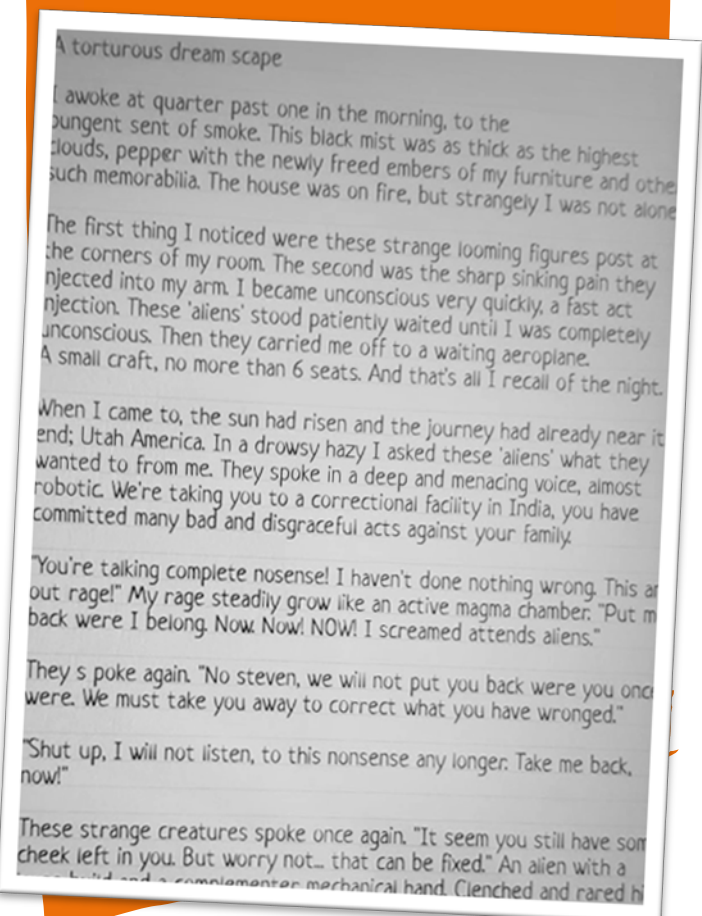 A torturous dream scape
I awoke at quarter past one in the morning, to the
pungent sent of smoke. This black mist was as thick as the highest
clouds, pepper with the newly freed embers of my furniture and othe
such memorabilia. The house was on fire, but strangely I was not alone
The first thing I noticed were these strange looming figures post at
the corners of my room. The second was the sharp sinking pain they
injected into my arm. I became unconscious very quickly, a fast act
injection. These 'aliens' stood patiently waited until I was completely
unconscious. Then they carried me off to a waiting aeroplane.
A small craft, no more than 6 seats. And that's all I recall of the night.
When I came to, the sun had risen and the journey had already near it
end; Utah America. In a drowsy hazy I asked these 'aliens' what they
wanted to from me. They spoke in a deep and menacing voice, almost
robotic. We're taking you to a correctional facility in India, you have
committed many bad and disgraceful acts against your family.
"You're talking complete nosense! I haven't done nothing wrong. This ar
out rage!" My rage steadily grow like an active magma chamber. "Put m
back were I belong. Now. Now! NOW! I screamed attends aliens."
They s poke again. "No steven, we will not put you back were you once
were. We must take you away to correct what you have wronged."
"Shut up, I will not listen, to this nonsense any longer. Take me back,
now!"
These strange creatures spoke once again. "It seem you still have som
cheek left in you. But worry not... that can be fixed." An alien with a
build and a complementer mechanical hand. Clenched and rared hi